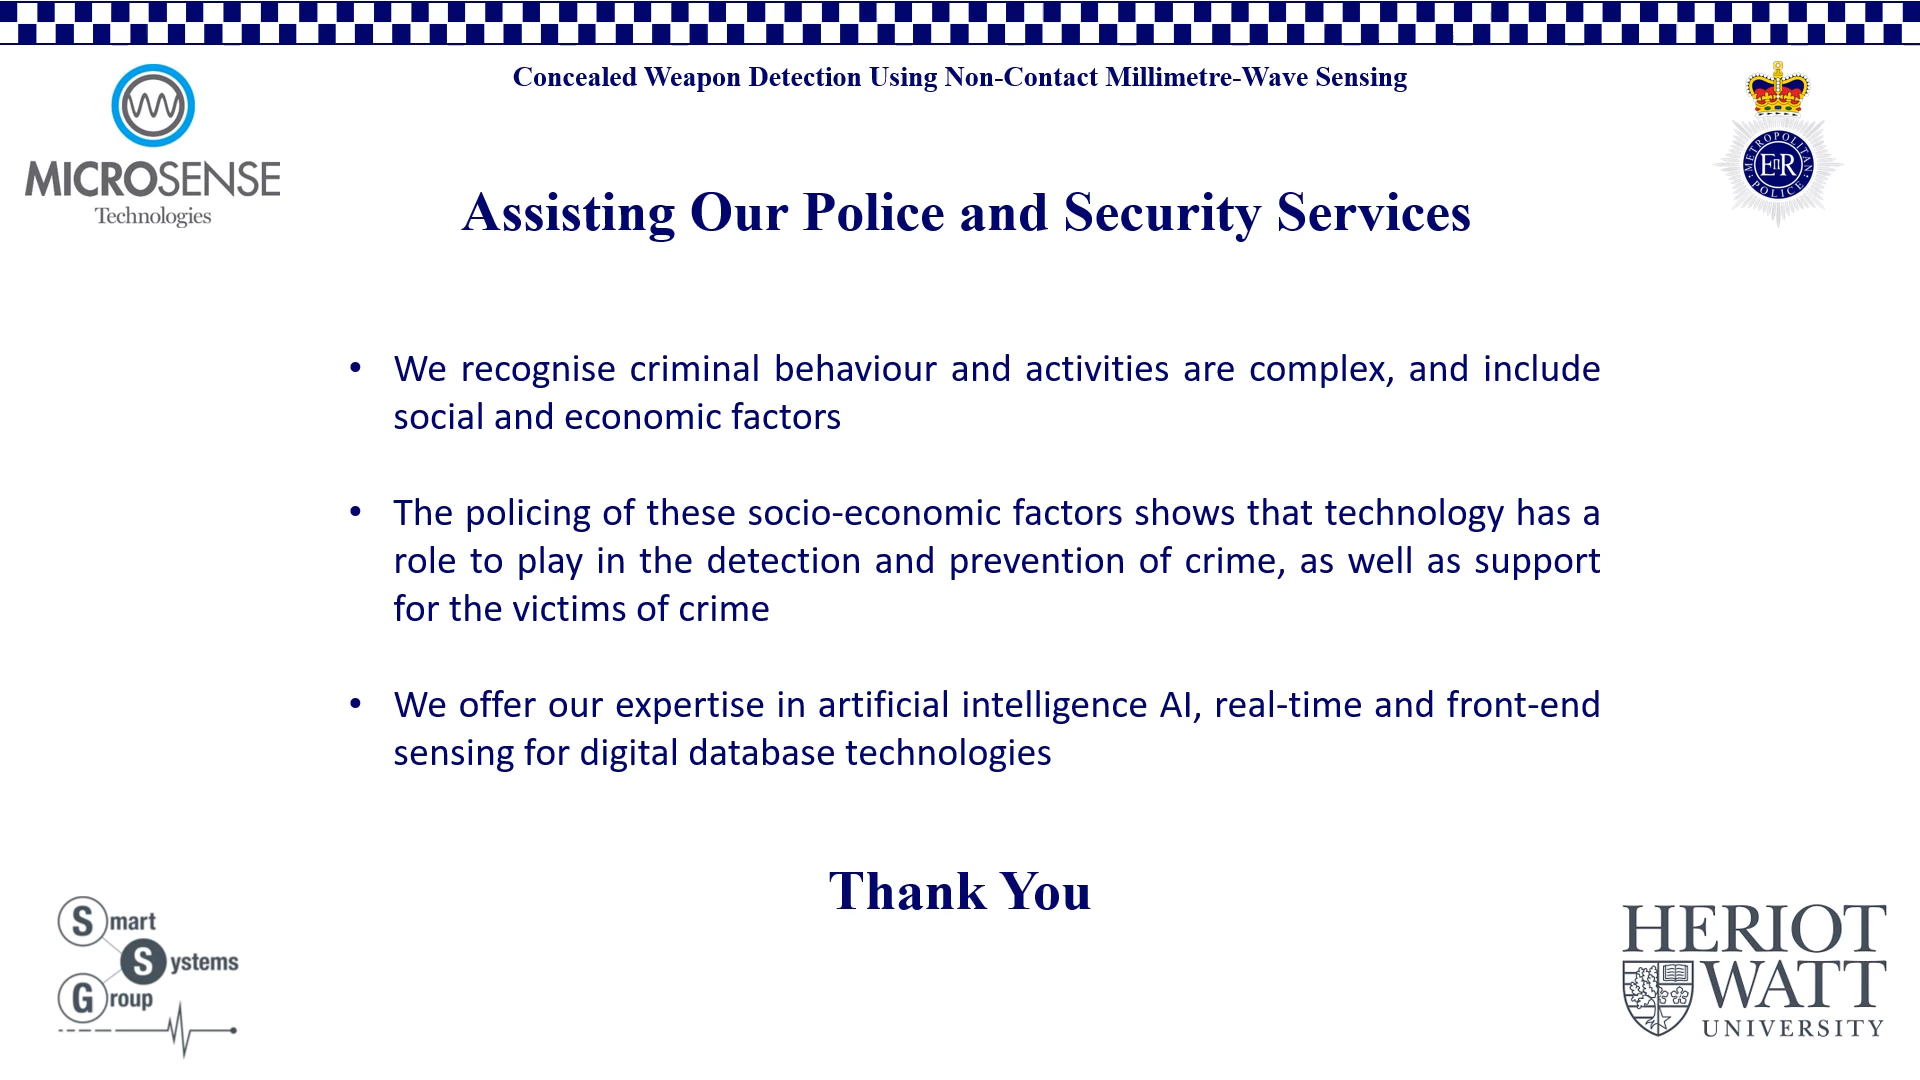 Concealed Weapon Detection Using Non-Contact Millimetre-Wave Sensing
MICROSENSE
Technologies
METROPOLITAN
EIIR
POLICE
Assisting Our Police and Security Services
• We recognise criminal behaviour and activities are complex, and include
social and economic factors
• The policing of these socio-economic factors shows that technology has a
role to play in the detection and prevention of crime, as well as support
for the victims of crime
• We offer our expertise in artificial intelligence AI, real-time and front-end
sensing for digital database technologies
Thank You
Smart
Systems
Group
HERIOT
WATT
UNIVERSITY